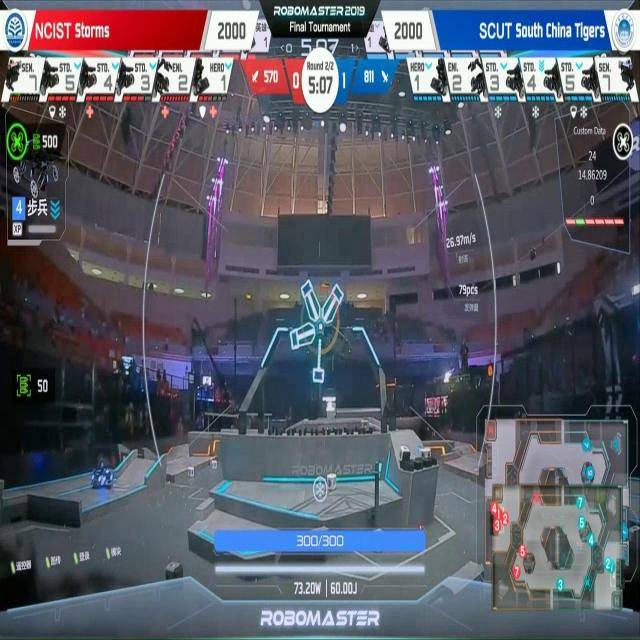 ROBOMASTER 2019
Final Tournament
NCIST Storms
2000
2000
SCUT South China Tigers
5:07
SEN. 7
STD. 5
STD. 4
STD. 3
ENI. 2
HERO 1
570
0
Round 2/2
5:07
1
811
HERO 1
ENI. 2
STD. 3
STD. 4
STD. 5
SEN. 7
500
4 步兵
XP
50
Custom Data
24
14.86209
0
26.97m/s
79pcs
ROBOMASTER
300/300
73.20W | 60.00J
ROBOMASTER